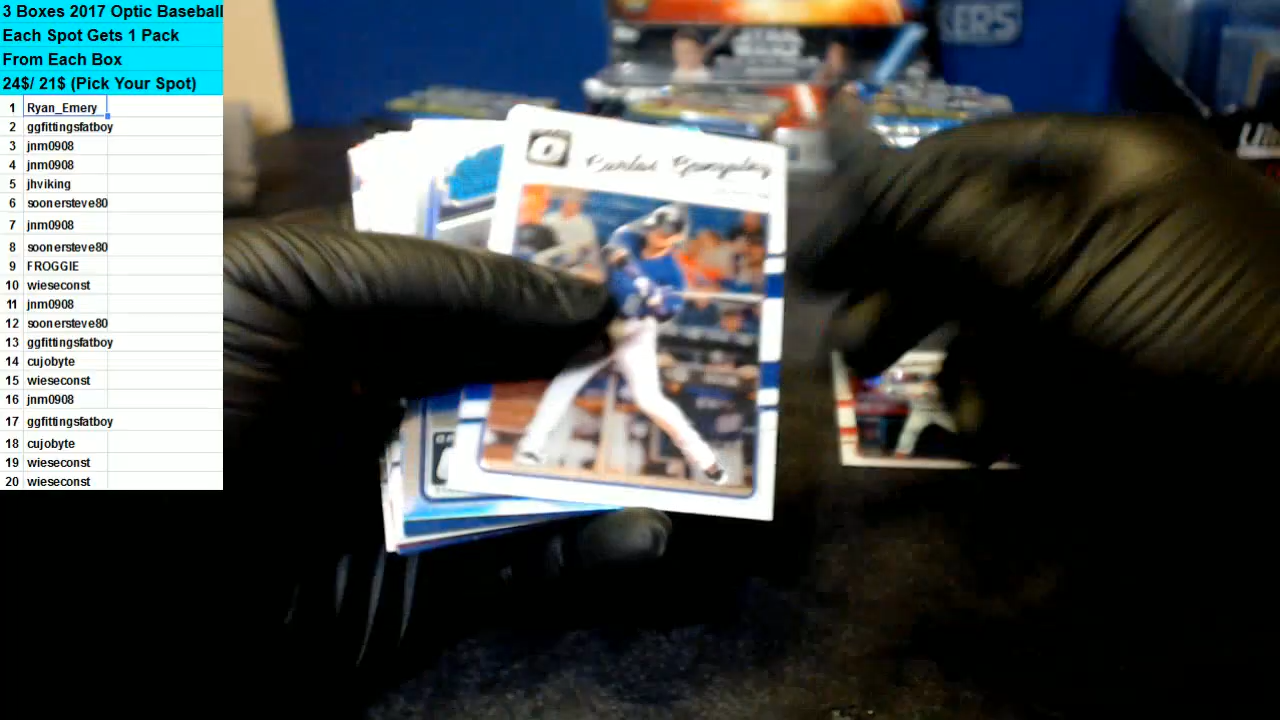 3 Boxes 2017 Optic Baseball
Each Spot Gets 1 Pack
From Each Box
24$/ 21$ (Pick Your Spot)
1 Ryan_Emery
2 ggfittingsfatboy
3 jnm0908
4 jnm0908
5 jhviking
6 soonersteve80
7 jnm0908
8 soonersteve80
9 FROGGIE
10 wieseconst
11 jnm0908
12 soonersteve80
13 ggfittingsfatboy
14 cujobyte
15 wieseconst
16 jnm0908
17 ggfittingsfatboy
18 cujobyte
19 wieseconst
20 wieseconst
Carlos Gonzalez
STAR WARS
KERS